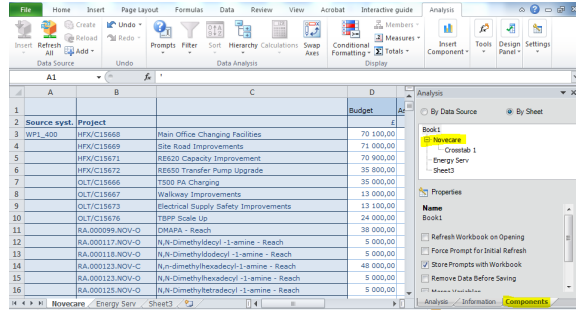 File Home Insert Page Layout Formulas Data Review View Acrobat Interactive guide Analysis
Insert Refresh All Create Reload Add Undo Redo Prompts Filter Sort Hierarchy Calculations Swap Axes Conditional Formatting Members Measures Totals Insert Component Tools Design Panel Settings
Data Source Undo Data Analysis Display
A1 fx '
Analysis
A B C D
1 Budget As
2 Source syst. Project £
3 WP1_400 HFX/C15668 Main Office Changing Facilities 70 100,00
4 HFX/C15669 Site Road Improvements 71 000,00
5 HFX/C15671 RE620 Capacity Improvement 70 900,00
6 HFX/C15672 RE650 Transfer Pump Upgrade 35 800,00
7 OLT/C15666 T500 PA Charging 35 000,00
8 OLT/C15667 Walkway Improvements 13 000,00
9 OLT/C15673 Electrical Supply Safety Improvements 13 100,00
10 OLT/C15676 TBPP Scale Up 24 000,00
11 RA.000099.NOV-O DMAPA - Reach 38 000,00
12 RA.000117.NOV-O N,N-Dimethyldecyl -1-amine - Reach 5 000,00
13 RA.000118.NOV-O N,N-Dimethyldodecyl -1-amine - Reach 5 000,00
14 RA.000123.NOV-C N,n-dimethylhexadecyl-1-amine - Reach 48 000,00
15 RA.000123.NOV-O N,N-Dimethylhexadecyl-1-amine - Reach 5 000,00
16 RA.000125.NOV-O N,N-Dimethyltetradecyl-1-amine - Reach 5 000,00
Novecare Energy Serv Sheet3
By Data Source By Sheet
Book1
Novecare
Crosstab 1
Energy Serv
Sheet3
Properties
Name
Book1
Refresh Workbook on Opening
Force Prompt for Initial Refresh
Store Prompts with Workbook
Remove Data Before Saving
Analysis Information Components